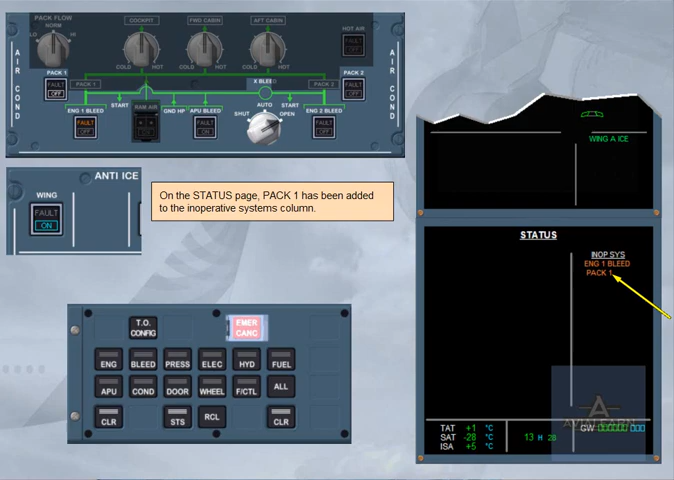 PACK FLOW
NORM
LO
HI
COCKPIT
FWD CABIN
AFT CABIN
HOT AIR
FAULT
OFF
COLD HOT
COLD HOT
COLD HOT
AIR COND
AIR COND
PACK 1
FAULT
OFF
PACK 1
X BLEED
PACK 2
PACK 2
FAULT
OFF
ENG 1 BLEED
START
RAM AIR
GND HP
APU BLEED
AUTO
SHUT
OPEN
START
ENG 2 BLEED
FAULT
OFF
ON
FAULT
ON
FAULT
OFF
WING A ICE
ANTI ICE
WING
FAULT
ON
On the STATUS page, PACK 1 has been added
to the inoperative systems column.
STATUS
INOP SYS
ENG 1 BLEED
PACK 1
T.O.
CONFIG
EMER
CANC
ENG BLEED PRESS ELEC HYD FUEL
APU COND DOOR WHEEL F/CTL ALL
CLR STS RCL CLR
TAT +1 °C
SAT -28 °C
ISA +5 °C
13 H 28
GW
AVIALEARN